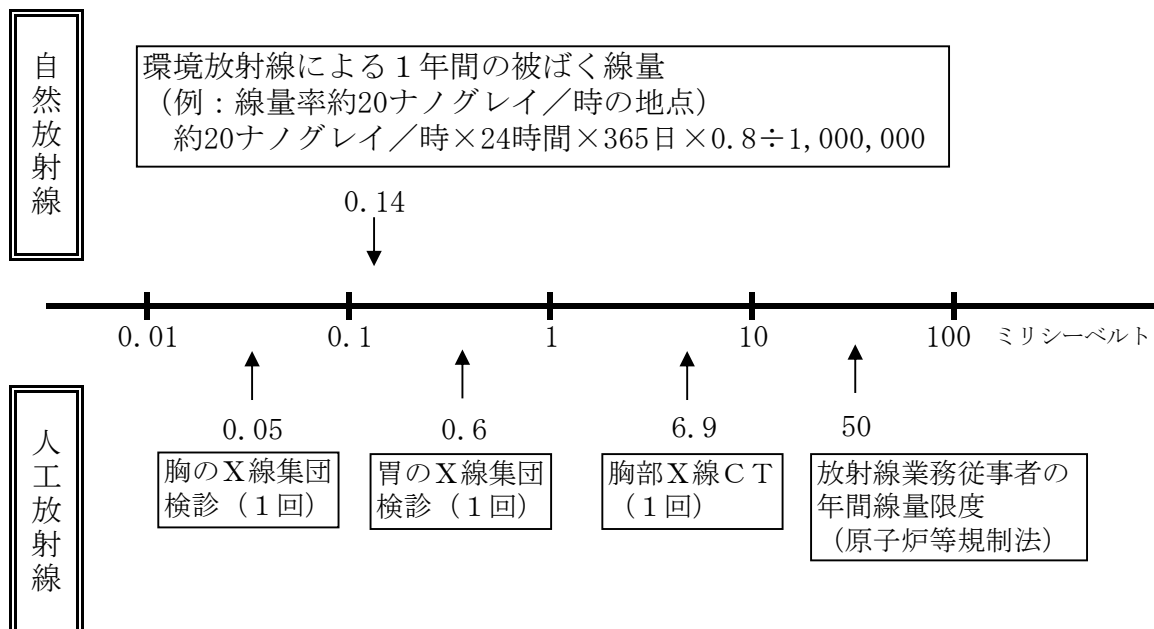 自然放射線
環境放射線による１年間の被ばく線量
（例：線量率約20ナノグレイ／時の地点）
約20ナノグレイ／時×24時間×365日×0.8÷1,000,000
0.14
0.01 0.1 1 10 100 ミリシーベルト
人工放射線
0.05
胸のＸ線集団
検診（１回）
0.6
胃のＸ線集団
検診（１回）
6.9
胸部Ｘ線ＣＴ
（１回）
50
放射線業務従事者の
年間線量限度
（原子炉等規制法）